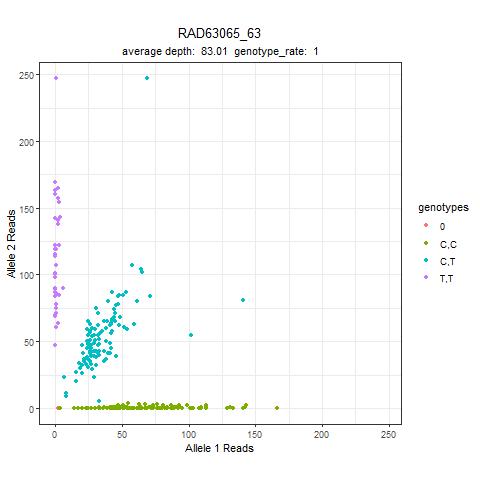 RAD63065_63
average depth:  83.01  genotype_rate:  1
250
200
150
100
50
0
Allele 2 Reads
0 50 100 150 200 250
Allele 1 Reads
genotypes
0
C,C
C,T
T,T